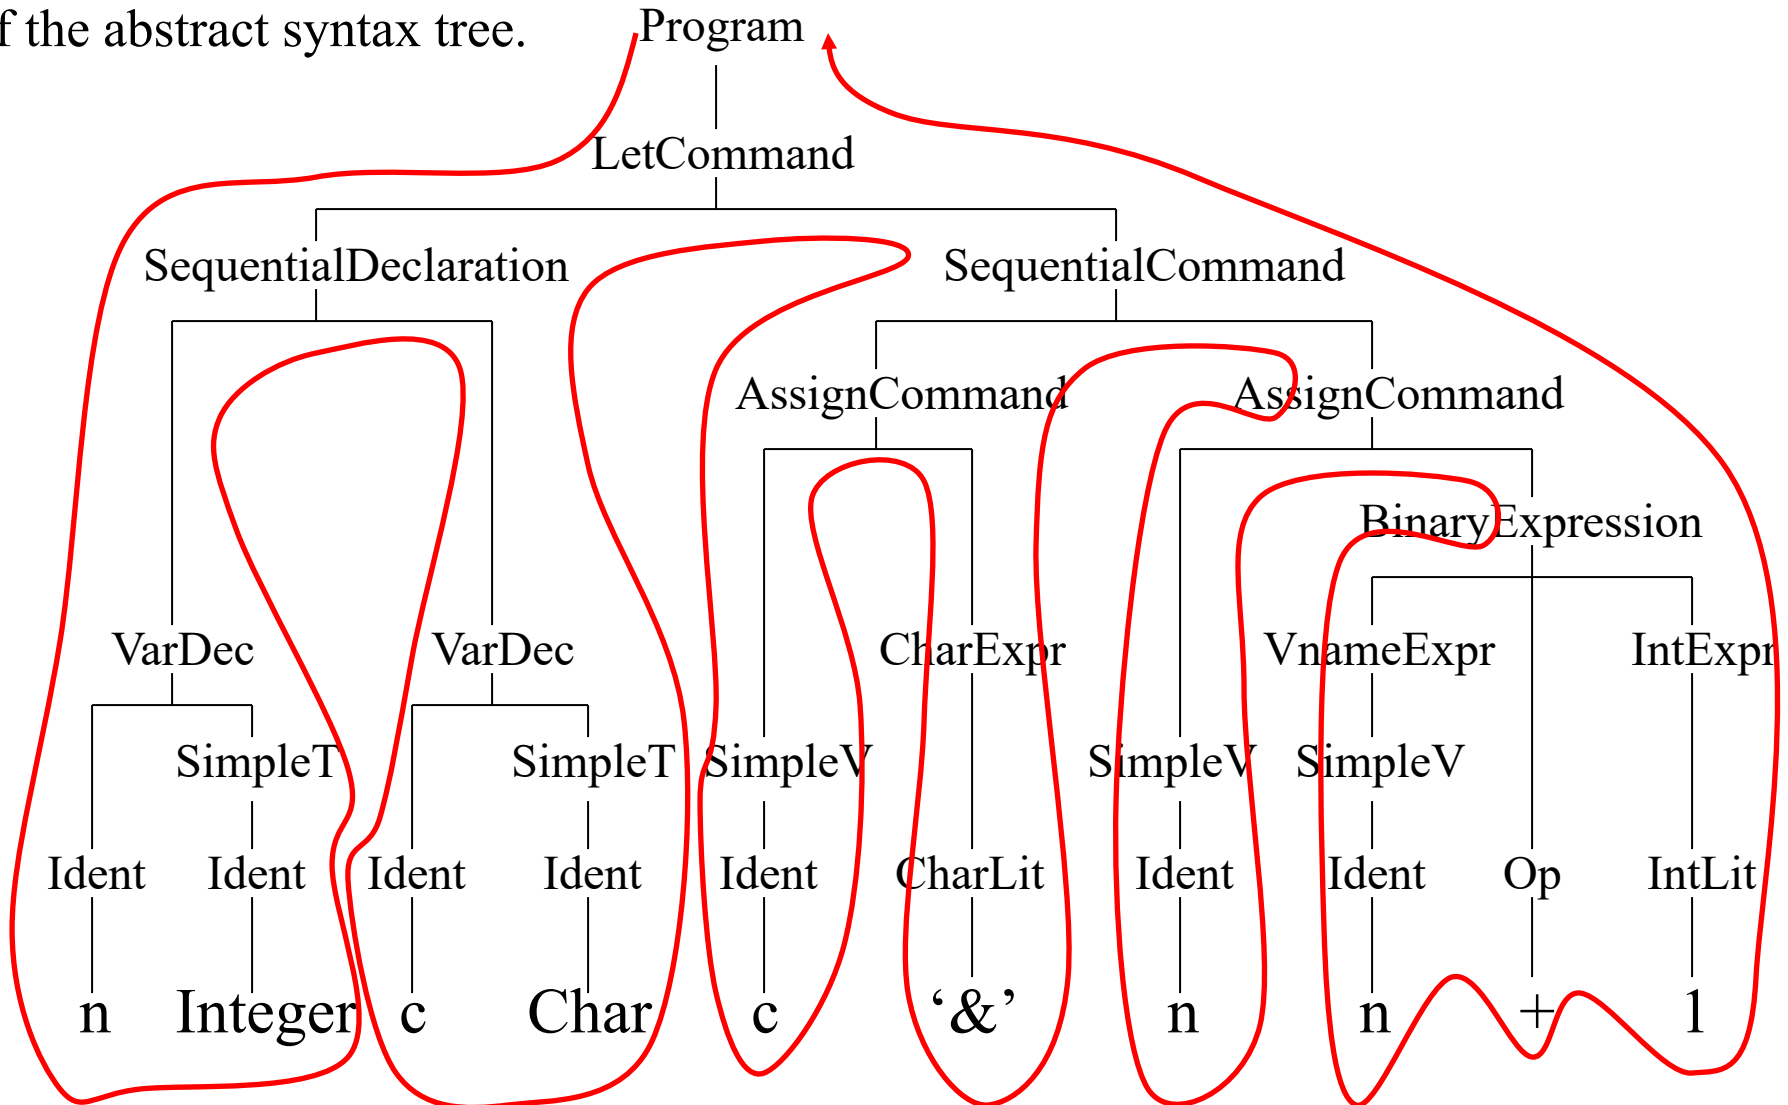 f the abstract syntax tree.
Program
LetCommand
SequentialDeclaration SequentialCommand
AssignCommand AssignCommand
BinaryExpression
VarDec VarDec CharExpr VnameExpr IntExpr
SimpleT SimpleT SimpleV SimpleV SimpleV
Ident Ident Ident Ident Ident CharLit Ident Ident Op IntLit
n Integer c Char c ‘&’ n n + 1